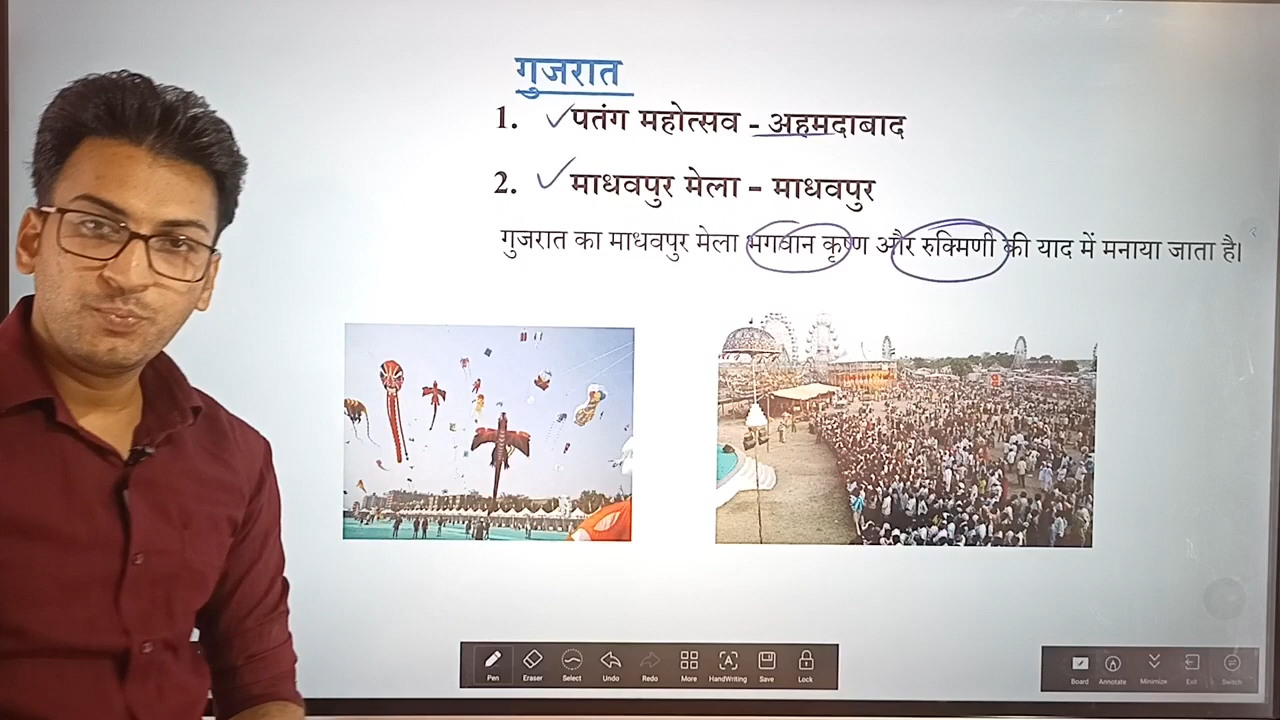 गुजरात
1. पतंग महोत्सव - अहमदाबाद
2. माधवपुर मेला - माधवपुर
गुजरात का माधवपुर मेला भगवान कृष्ण और रुक्मिणी की याद में मनाया जाता है।
Pen Eraser Select Undo Redo More HandWriting Save Lock
Board Annotate Minimize Exit Switch